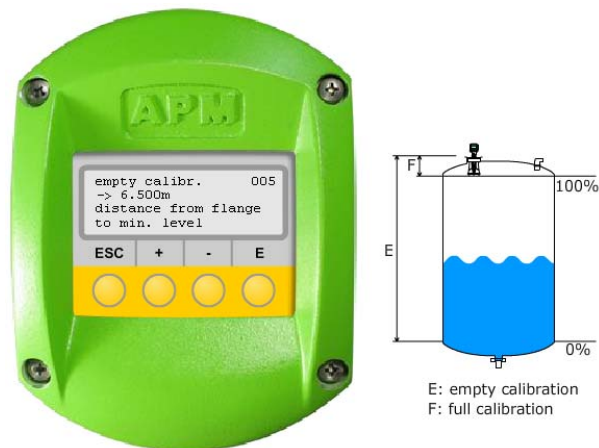 APM
empty calibr. 005
-> 6.500m
distance from flange
to min. level
ESC + - E
F
100%
E
0%
E: empty calibration
F: full calibration